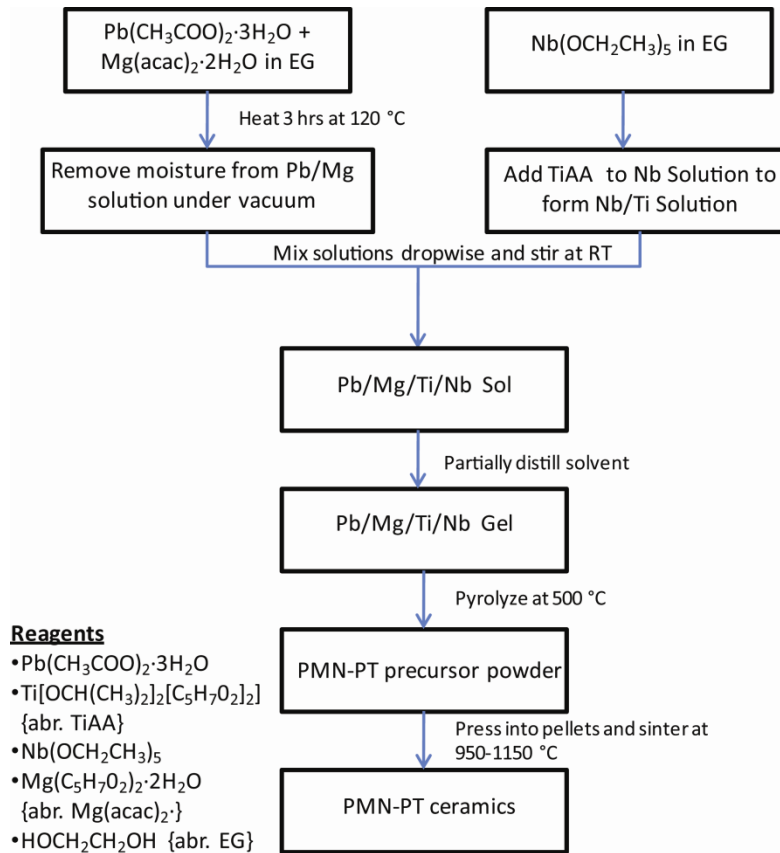 Pb(CH₃COO)₂·3H₂O +
Mg(acac)₂·2H₂O in EG
Nb(OCH₂CH₃)₅ in EG
Heat 3 hrs at 120 °C
Remove moisture from Pb/Mg
solution under vacuum
Add TiAA to Nb Solution to
form Nb/Ti Solution
Mix solutions dropwise and stir at RT
Pb/Mg/Ti/Nb Sol
Partially distill solvent
Pb/Mg/Ti/Nb Gel
Pyrolyze at 500 °C
PMN-PT precursor powder
Press into pellets and sinter at
950-1150 °C
PMN-PT ceramics
Reagents
•Pb(CH₃COO)₂·3H₂O
•Ti[OCH(CH₃)₂]₂[C₅H₇0₂]₂]
{abr. TiAA}
•Nb(OCH₂CH₃)₅
•Mg(C₅H₇0₂)₂·2H₂O
{abr. Mg(acac)₂·}
•HOCH₂CH₂OH {abr. EG}